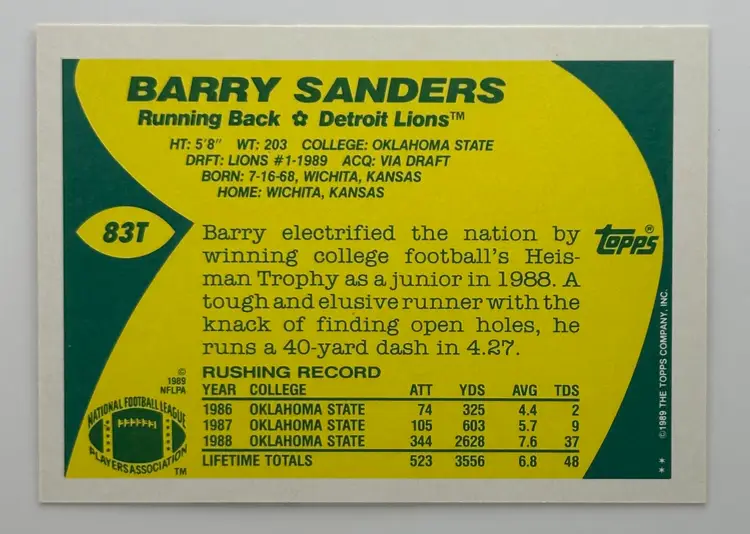 BARRY SANDERS
Running Back ✿ Detroit Lions™
HT: 5'8" WT: 203 COLLEGE: OKLAHOMA STATE
DRFT: LIONS #1-1989 ACQ: VIA DRAFT
BORN: 7-16-68, WICHITA, KANSAS
HOME: WICHITA, KANSAS
83T
Barry electrified the nation by
winning college football's Heis-
man Trophy as a junior in 1988. A
tough and elusive runner with the
knack of finding open holes, he
runs a 40-yard dash in 4.27.
TOPPS®
RUSHING RECORD
YEAR COLLEGE ATT YDS AVG TDS
1986 OKLAHOMA STATE 74 325 4.4 2
1987 OKLAHOMA STATE 105 603 5.7 9
1988 OKLAHOMA STATE 344 2628 7.6 37
LIFETIME TOTALS 523 3556 6.8 48
©
1989
NFLPA
NATIONAL FOOTBALL LEAGUE
PLAYERS ASSOCIATION
TM
©1989 THE TOPPS COMPANY, INC.
**